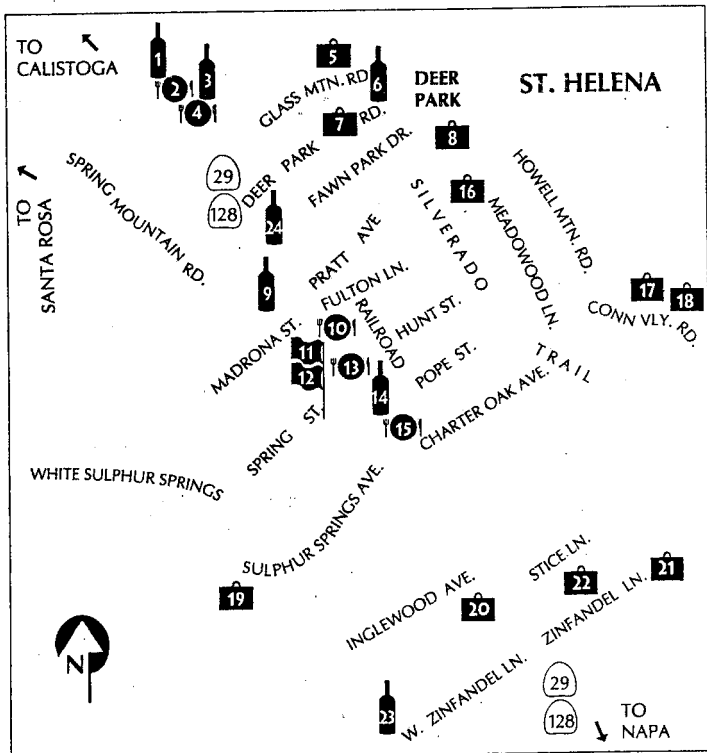 TO
CALISTOGA
1
2
3
4
5
GLASS MTN. RD.
6
DEER
PARK
ST. HELENA
7
DEER PARK RD.
8
FAWN PARK DR.
TO
SANTA ROSA
SPRING MOUNTAIN RD.
29
128
24
16
HOWELL MTN. RD.
MEADOWOOD LN.
SILVERADO
TRAIL
9
PRATT AVE
FULTON LN.
RAILROAD
HUNT ST.
17
18
CONN VLY. RD.
MADRONA ST.
10
11
12
13
14
POPE ST.
15
CHARTER OAK AVE.
SPRING ST.
WHITE SULPHUR SPRINGS
SULPHUR SPRINGS AVE.
19
INGLEWOOD AVE.
20
STICE LN.
22
21
ZINFANDEL LN.
N
23
W. ZINFANDEL LN.
29
128
TO
NAPA